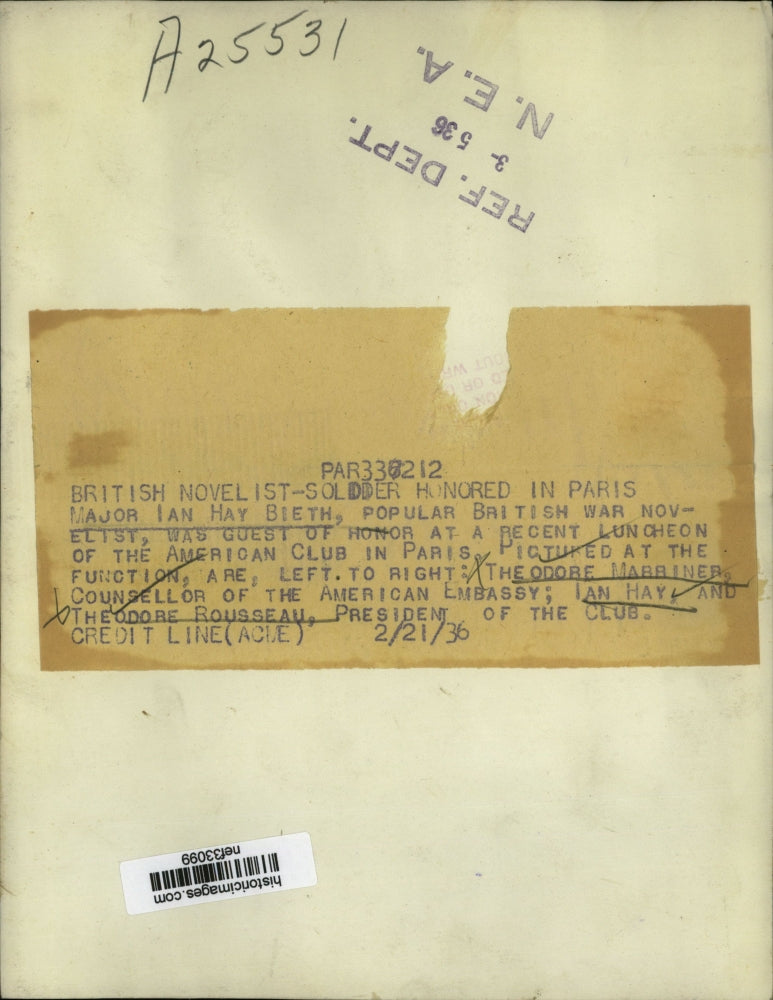 A25531
REF. DEPT.
3- 5 36
N. E. A.
BRITISH NOVELIST-SOLDDER HONORED IN PARIS
MAJOR IAN HAY BIETH, POPULAR BRITISH WAR NOV-
ELIST, WAS GUEST OF HONOR AT A RECENT LUNCHEON
OF THE AMERICAN CLUB IN PARIS, PICTURED AT THE
FUNCTION, ARE, LEFT. TO RIGHT: THEODORE MARRINER,
COUNSELLOR OF THE AMERICAN EMBASSY; IAN HAY, AND
THEODORE ROUSSEAU, PRESIDENT OF THE CLUB.
CREDIT LINE(ACME) 2/21/36
historicimages.com
nef33099